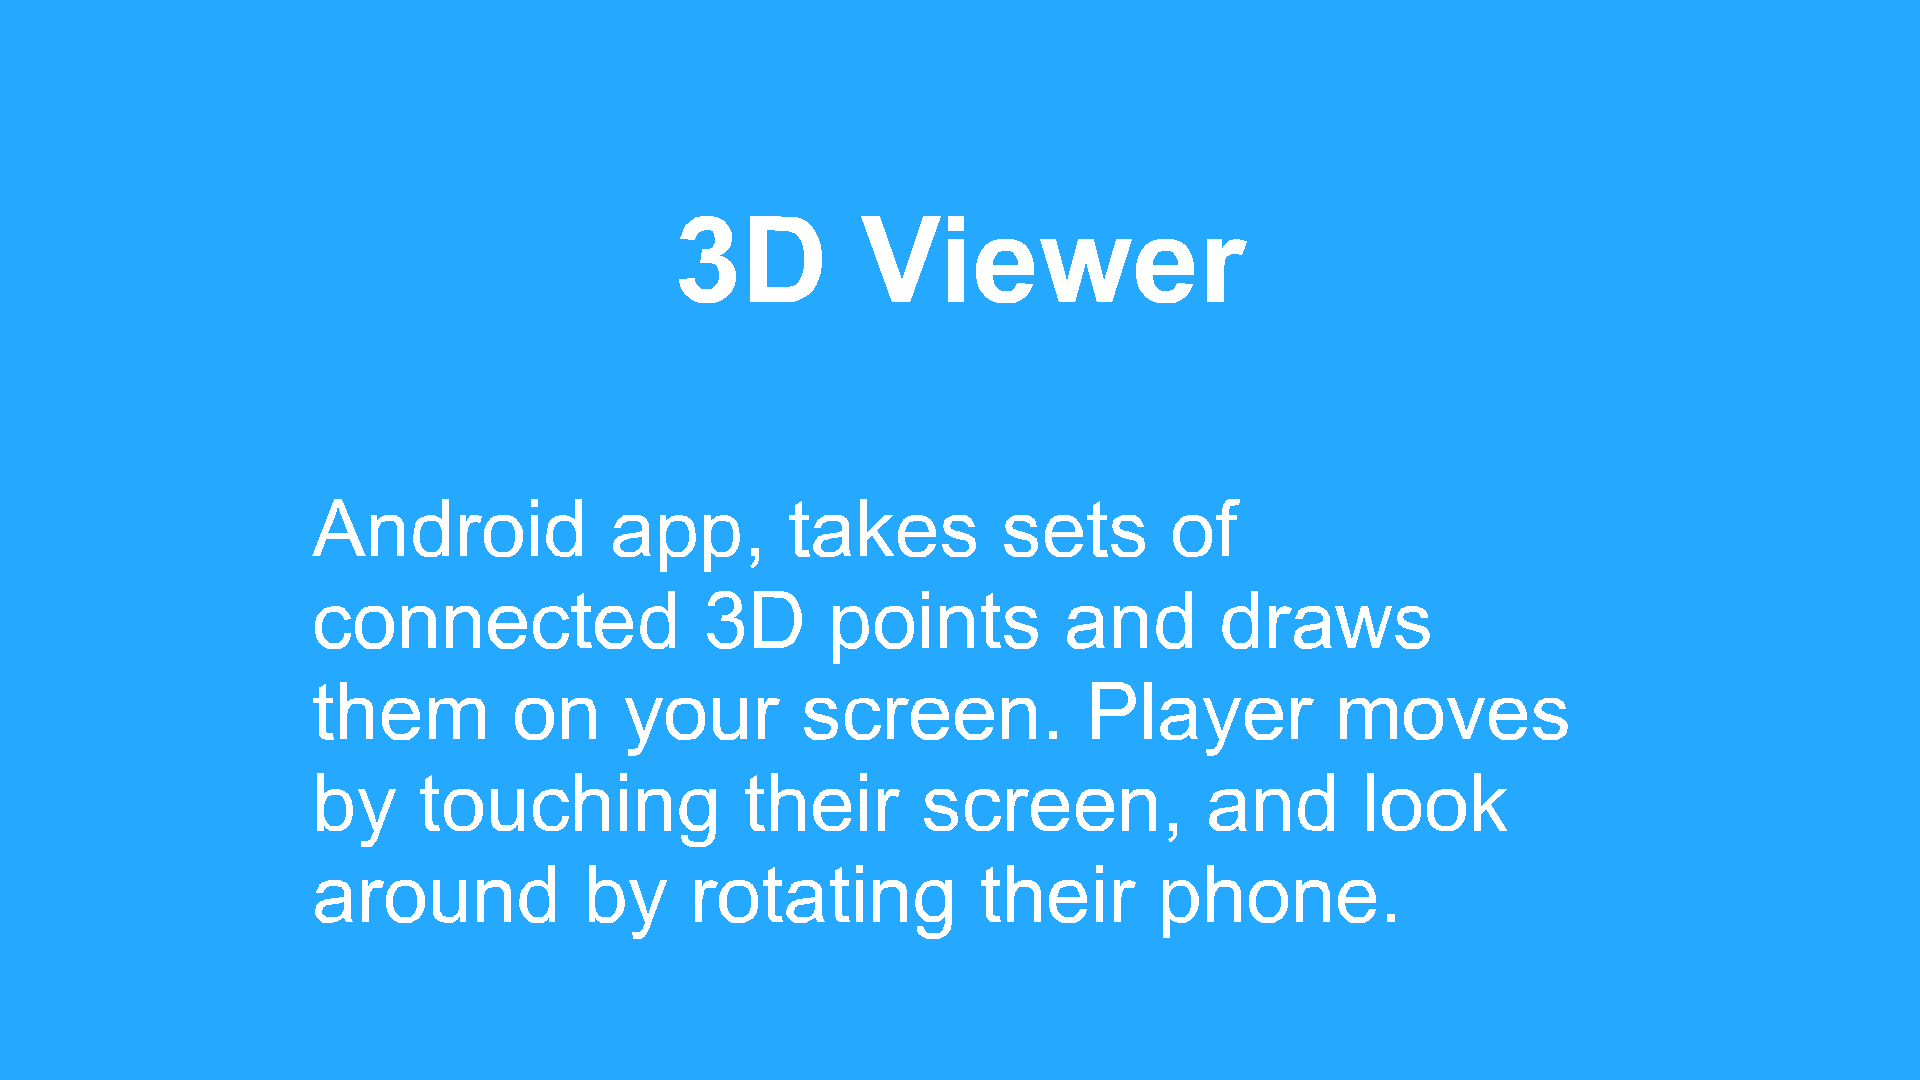 3D Viewer
Android app, takes sets of
connected 3D points and draws
them on your screen. Player moves
by touching their screen, and look
around by rotating their phone.